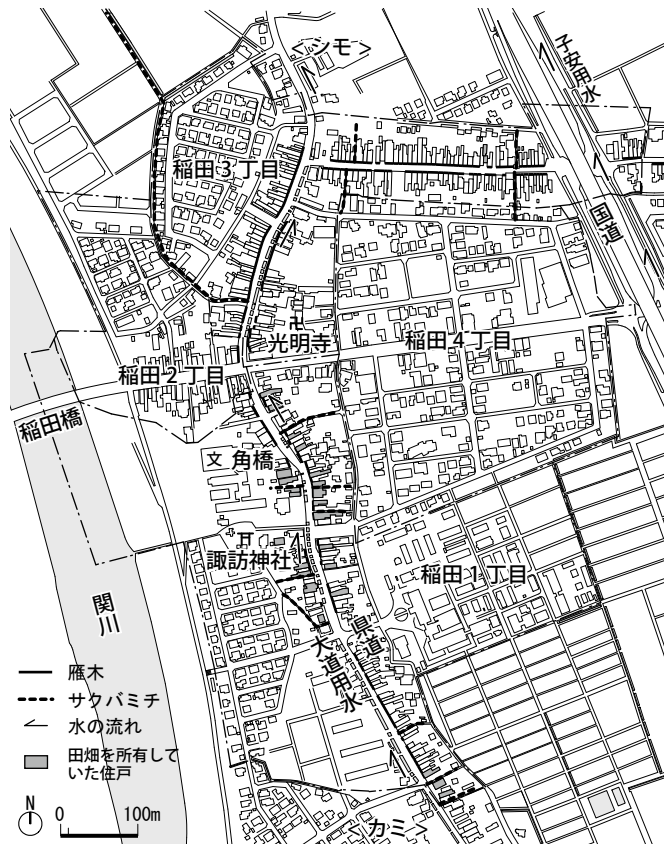 <シモ>
子安用水
稲田3丁目
国道
光明寺
稲田4丁目
稲田2丁目
稲田橋
文
角橋
諏訪神社
稲田1丁目
関川
県道
大道用水
雁木
サクバミチ
水の流れ
田畑を所有して
いた住戸
N
0 100m
<カミ>